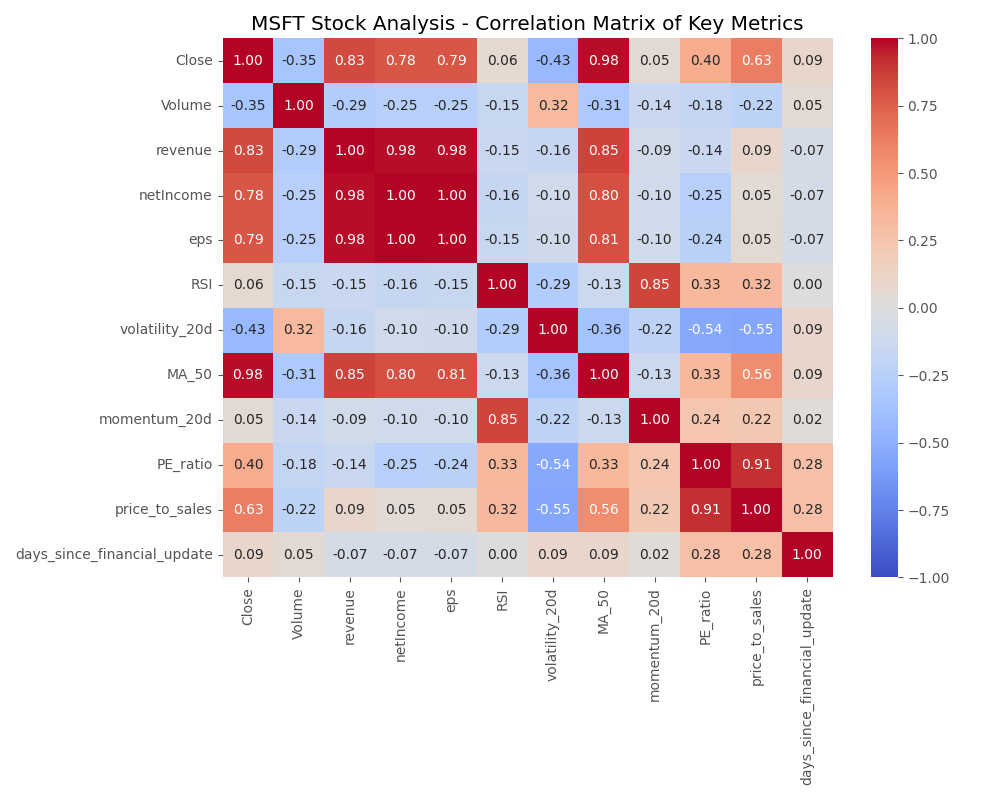 MSFT Stock Analysis - Correlation Matrix of Key Metrics
Close 1.00 -0.35 0.83 0.78 0.79 0.06 -0.43 0.98 0.05 0.40 0.63 0.09
Volume -0.35 1.00 -0.29 -0.25 -0.25 -0.15 0.32 -0.31 -0.14 -0.18 -0.22 0.05
revenue 0.83 -0.29 1.00 0.98 0.98 -0.15 -0.16 0.85 -0.09 -0.14 0.09 -0.07
netIncome 0.78 -0.25 0.98 1.00 1.00 -0.16 -0.10 0.80 -0.10 -0.25 0.05 -0.07
eps 0.79 -0.25 0.98 1.00 1.00 -0.15 -0.10 0.81 -0.10 -0.24 0.05 -0.07
RSI 0.06 -0.15 -0.15 -0.16 -0.15 1.00 -0.29 -0.13 0.85 0.33 0.32 0.00
volatility_20d -0.43 0.32 -0.16 -0.10 -0.10 -0.29 1.00 -0.36 -0.22 -0.54 -0.55 0.09
MA_50 0.98 -0.31 0.85 0.80 0.81 -0.13 -0.36 1.00 -0.13 0.33 0.56 0.09
momentum_20d 0.05 -0.14 -0.09 -0.10 -0.10 0.85 -0.22 -0.13 1.00 0.24 0.22 0.02
PE_ratio 0.40 -0.18 -0.14 -0.25 -0.24 0.33 -0.54 0.33 0.24 1.00 0.91 0.28
price_to_sales 0.63 -0.22 0.09 0.05 0.05 0.32 -0.55 0.56 0.22 0.91 1.00 0.28
days_since_financial_update 0.09 0.05 -0.07 -0.07 -0.07 0.00 0.09 0.09 0.02 0.28 0.28 1.00
Close
Volume
revenue
netIncome
eps
RSI
volatility_20d
MA_50
momentum_20d
PE_ratio
price_to_sales
days_since_financial_update
1.00
0.75
0.50
0.25
0.00
−0.25
−0.50
−0.75
−1.00